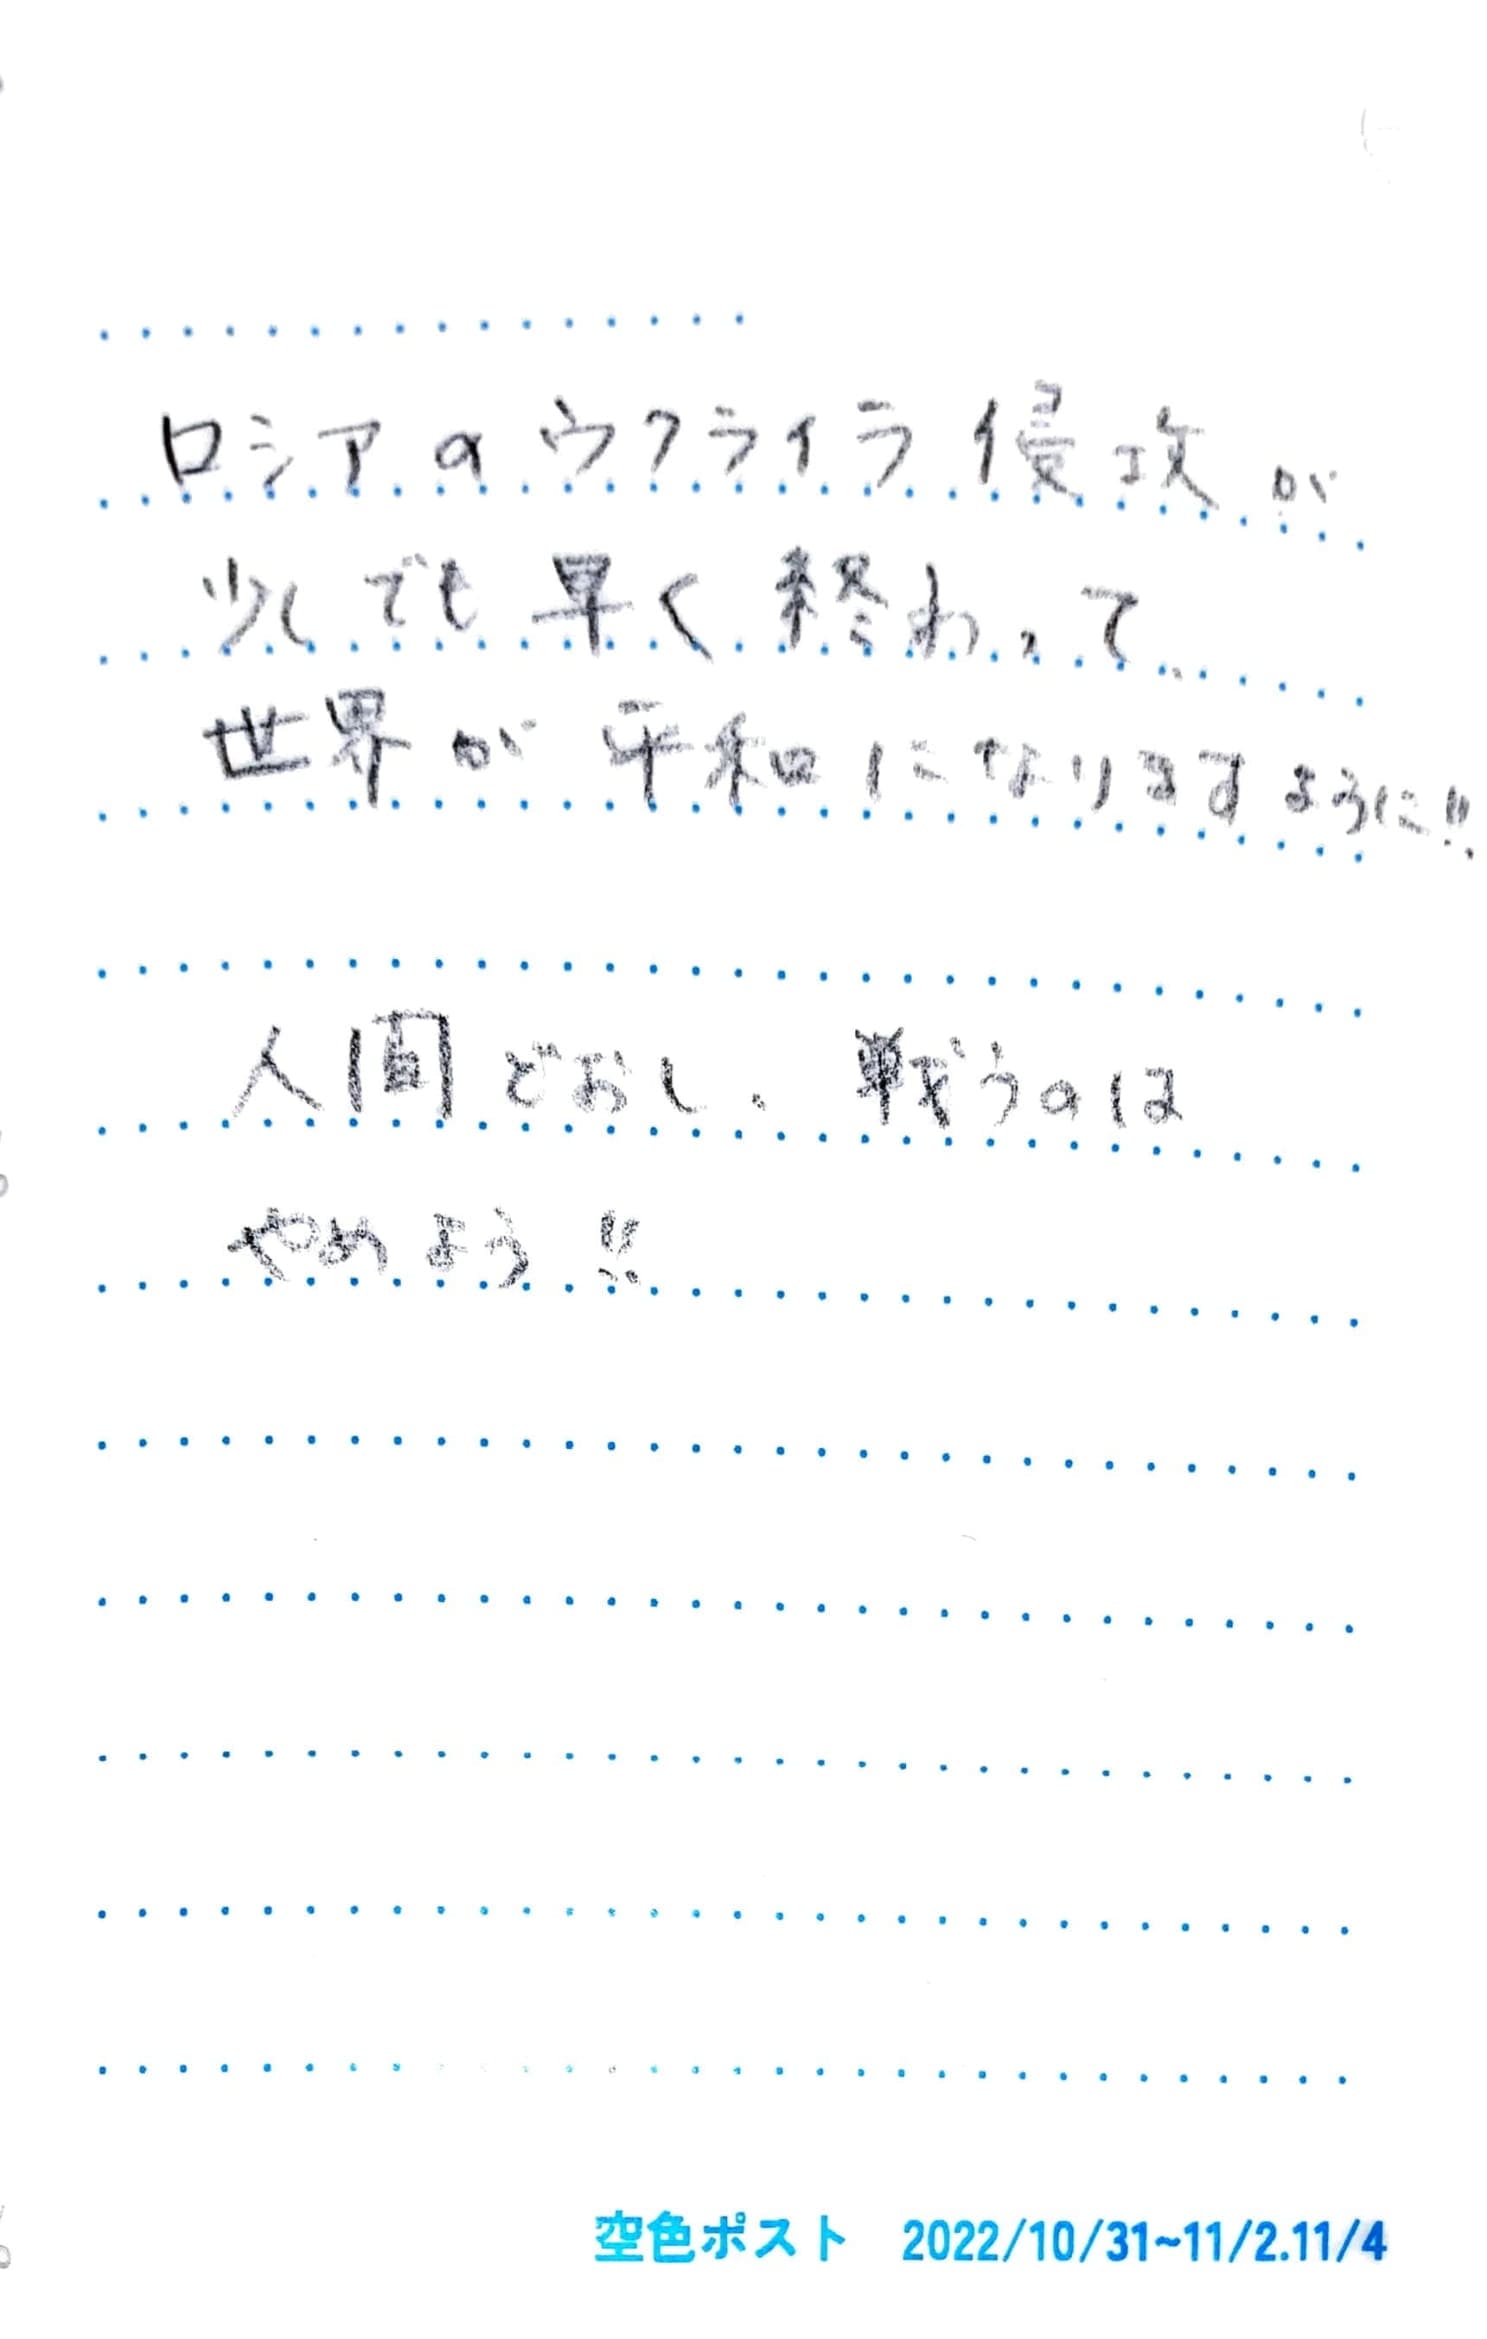 ロシアのウクライラ侵攻が
少しでも早く終わって
世界が平和になりますように!!
人間どおし、戦うのは
やめよう!!
空色ポスト 2022/10/31~11/2.11/4